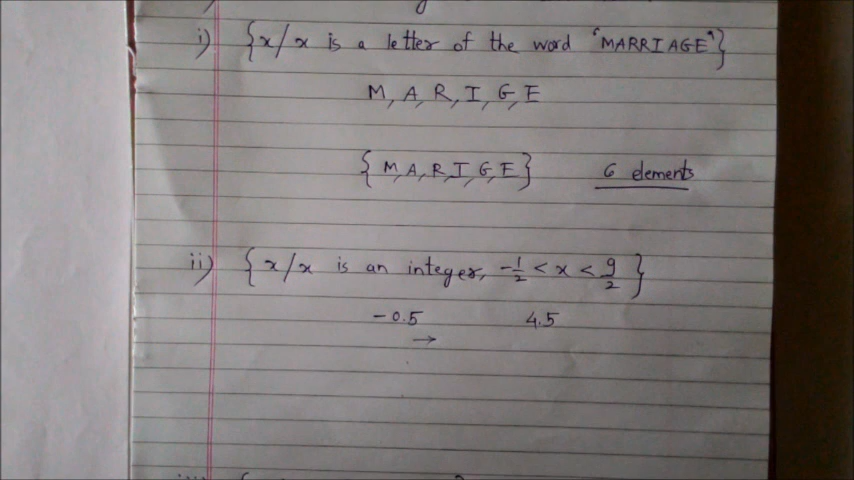 i) {x/x is a letter of the word "MARRIAGE"}
M, A, R, I, G, E
{M, A, R, I, G, E} 6 elements
ii) {x/x is an integer, -1/2 < x < 9/2}
-0.5 4.5
→